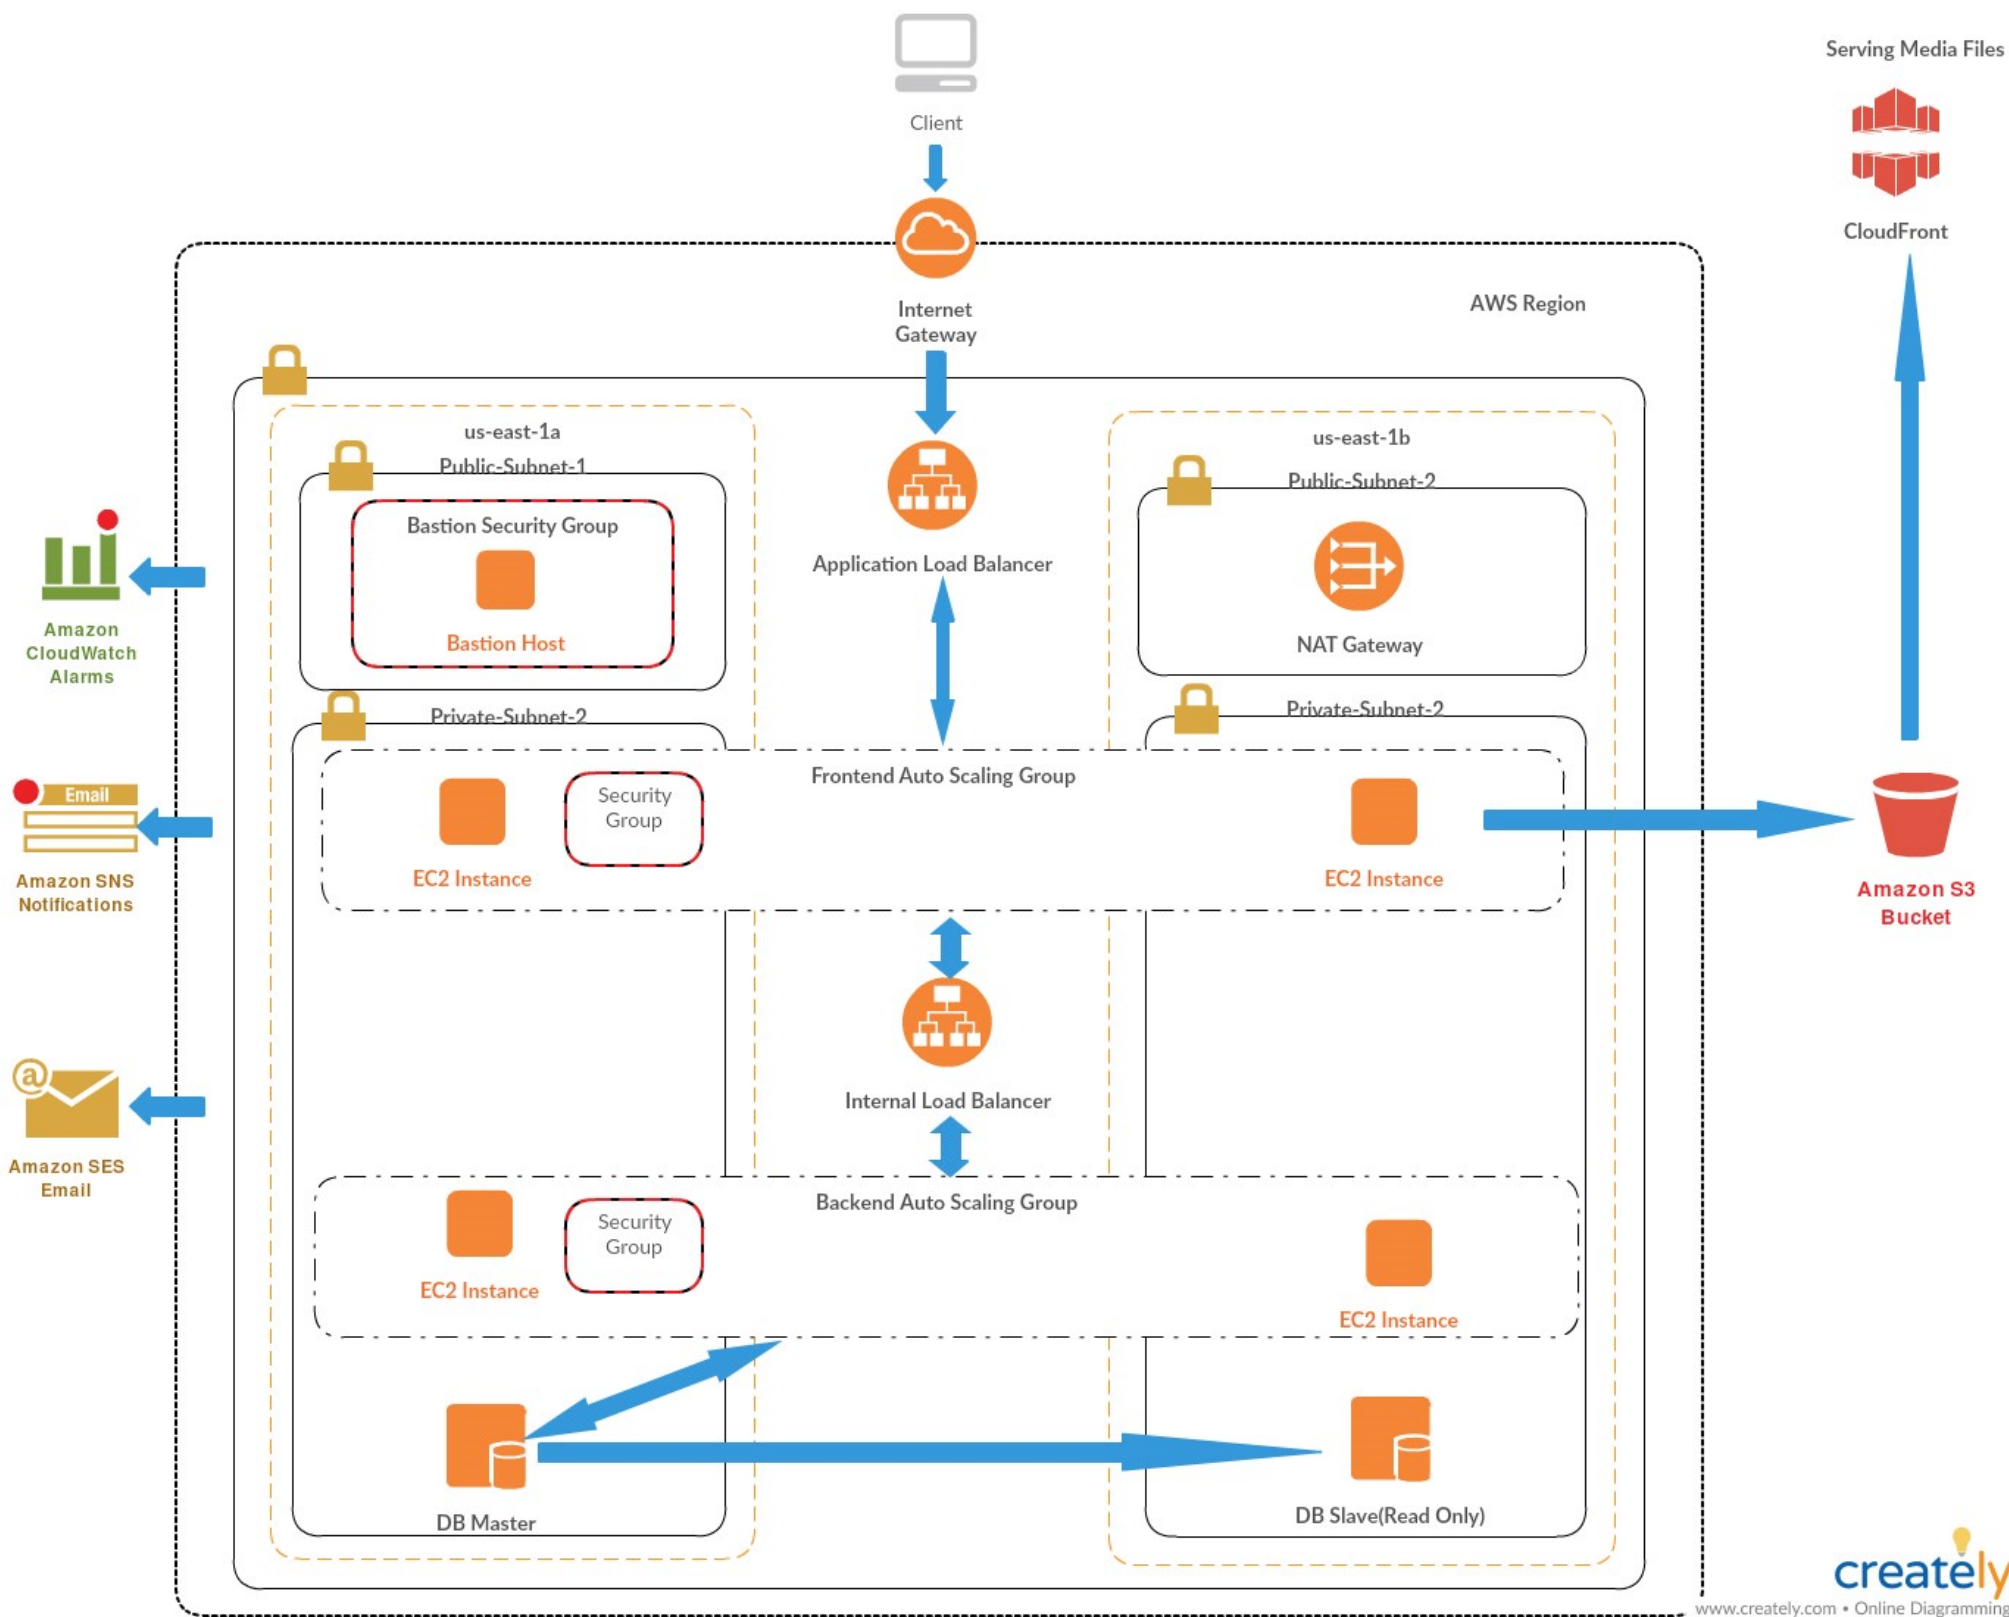 Client
Serving Media Files
CloudFront
Internet
Gateway
AWS Region
us-east-1a
Public-Subnet-1
Bastion Security Group
Bastion Host
Application Load Balancer
us-east-1b
Public-Subnet-2
NAT Gateway
Amazon
CloudWatch
Alarms
Private-Subnet-2
Private-Subnet-2
Frontend Auto Scaling Group
EC2 Instance
Security
Group
EC2 Instance
Email
Amazon SNS
Notifications
Amazon S3
Bucket
Internal Load Balancer
@
Amazon SES
Email
Backend Auto Scaling Group
EC2 Instance
Security
Group
EC2 Instance
DB Master
DB Slave(Read Only)
creately
www.creately.com • Online Diagramming